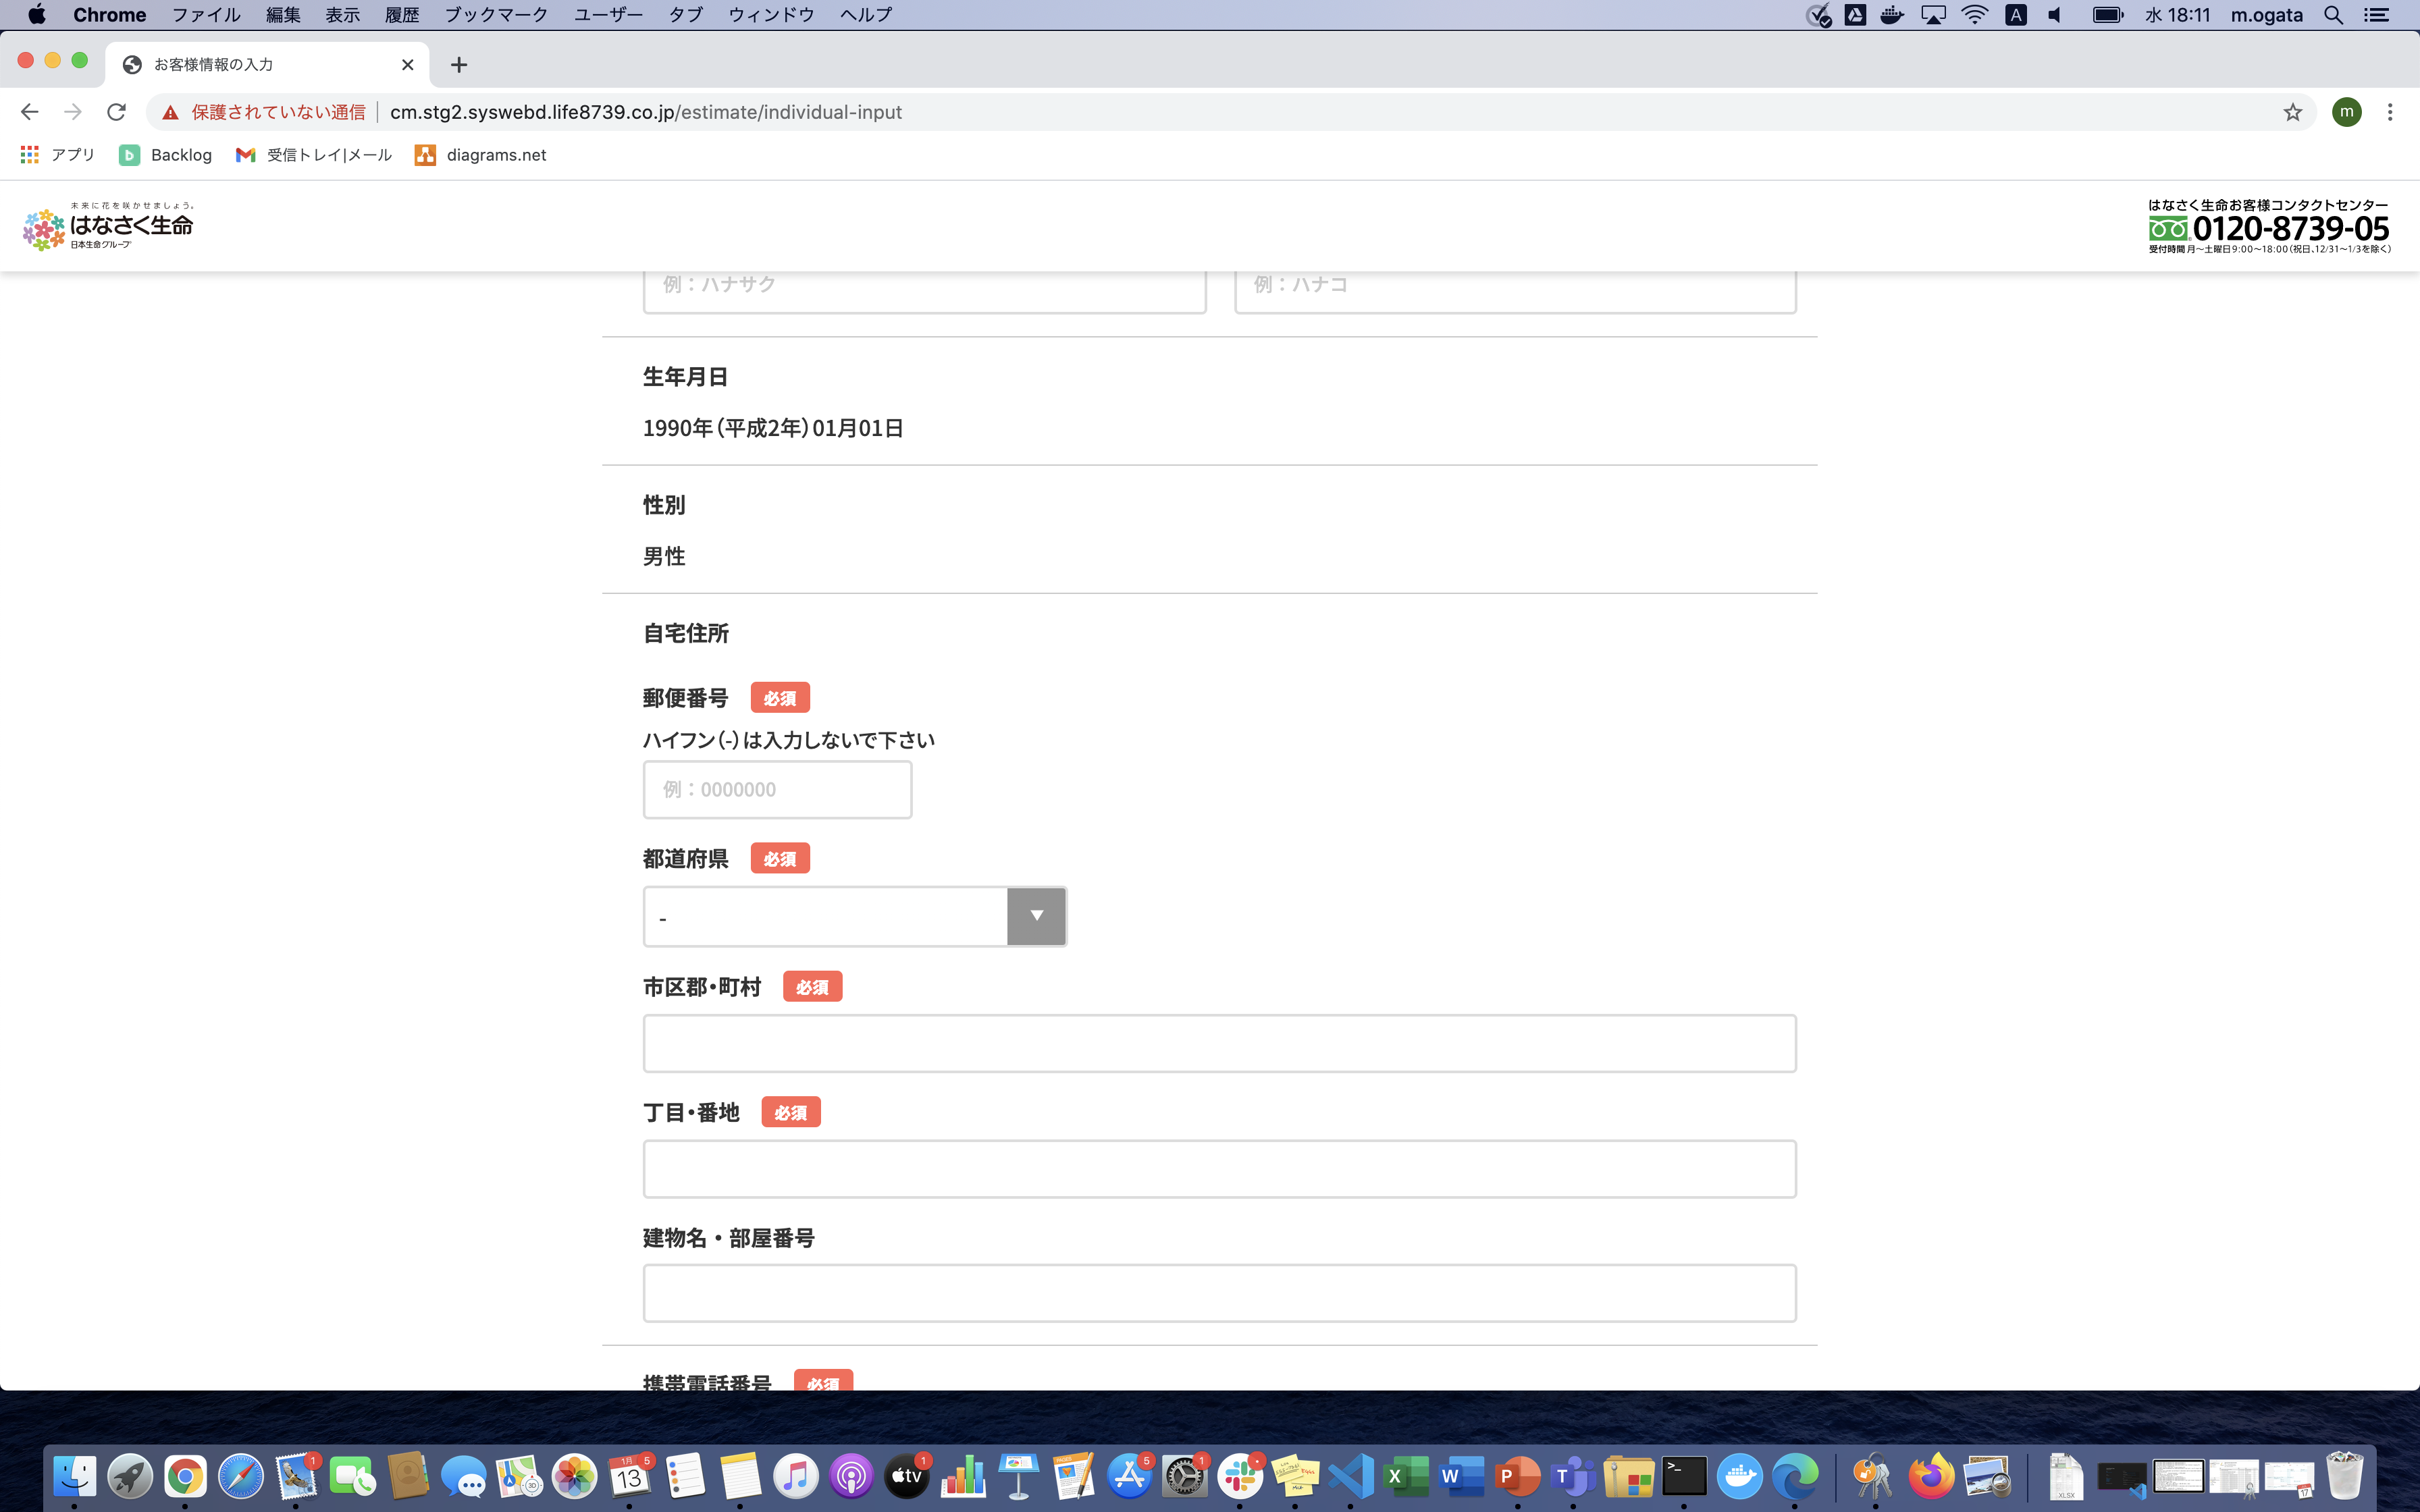 Chrome ファイル 編集 表示 履歴 ブックマーク ユーザー タブ ウィンドウ ヘルプ A 水 18:11 m.ogata
お客様情報の入力
保護されていない通信 cm.stg2.syswebd.life8739.co.jp/estimate/individual-input m
アプリ b Backlog 受信トレイ|メール diagrams.net
未来に花を咲かせましょう。
はなさく生命
日本生命グループ
はなさく生命お客様コンタクトセンター
0120-8739-05
受付時間 月〜土曜日9:00〜18:00(祝日、12/31〜1/3を除く)
例：ハナサク 例：ハナコ
生年月日
1990年(平成2年)01月01日
性別
男性
自宅住所
郵便番号 必須
ハイフン(-)は入力しないで下さい
例：0000000
都道府県 必須
-
市区郡・町村 必須
丁目・番地 必須
建物名・部屋番号
携帯電話番号 必須
1 1月 13 5 tv 1 PAGES 5 1 X W P T >_ XLSX 17